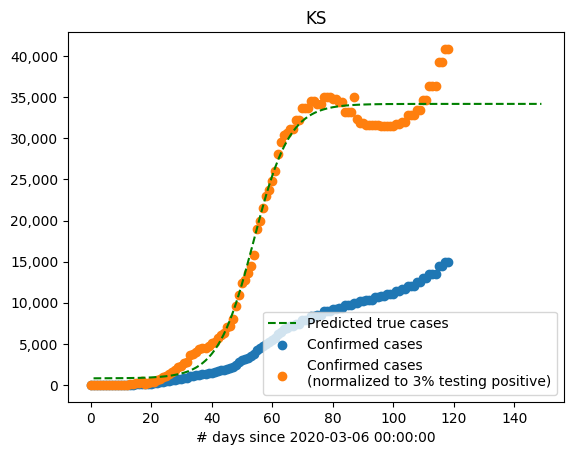 KS
40,000
35,000
30,000
25,000
20,000
15,000
10,000
5,000
0
Predicted true cases
Confirmed cases
Confirmed cases
(normalized to 3% testing positive)
0 20 40 60 80 100 120 140
# days since 2020-03-06 00:00:00